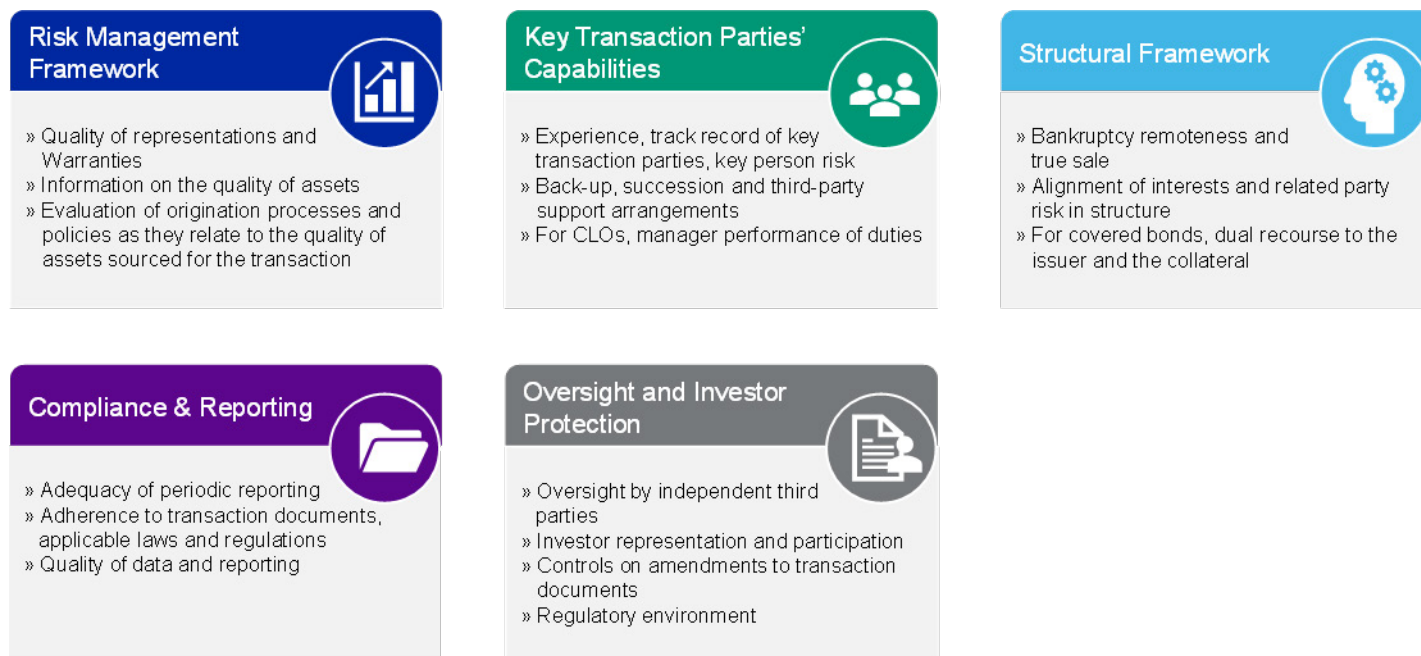 Risk Management
Framework
» Quality of representations and
Warranties
» Information on the quality of assets
» Evaluation of origination processes and
policies as they relate to the quality of
assets sourced for the transaction
Key Transaction Parties'
Capabilities
» Experience, track record of key
transaction parties, key person risk
» Back-up, succession and third-party
support arrangements
» For CLOs, manager performance of duties
Structural Framework
» Bankruptcy remoteness and
true sale
» Alignment of interests and related party
risk in structure
» For covered bonds, dual recourse to the
issuer and the collateral
Compliance & Reporting
» Adequacy of periodic reporting
» Adherence to transaction documents,
applicable laws and regulations
» Quality of data and reporting
Oversight and Investor
Protection
» Oversight by independent third
parties
» Investor representation and participation
» Controls on amendments to transaction
documents
» Regulatory environment